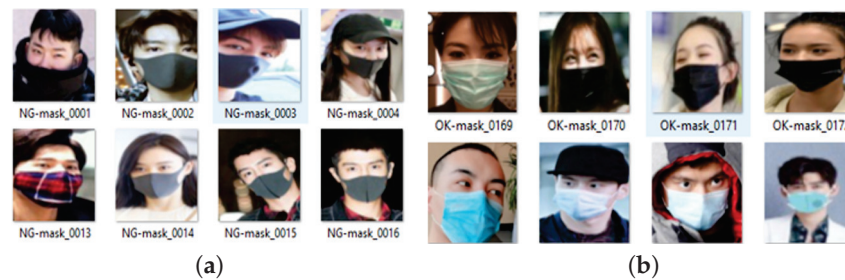 NG-mask_0001 NG-mask_0002 NG-mask_0003 NG-mask_0004
OK-mask_0169 OK-mask_0170 OK-mask_0171
NG-mask_0013 NG-mask_0014 NG-mask_0015 NG-mask_0016
(a) (b)